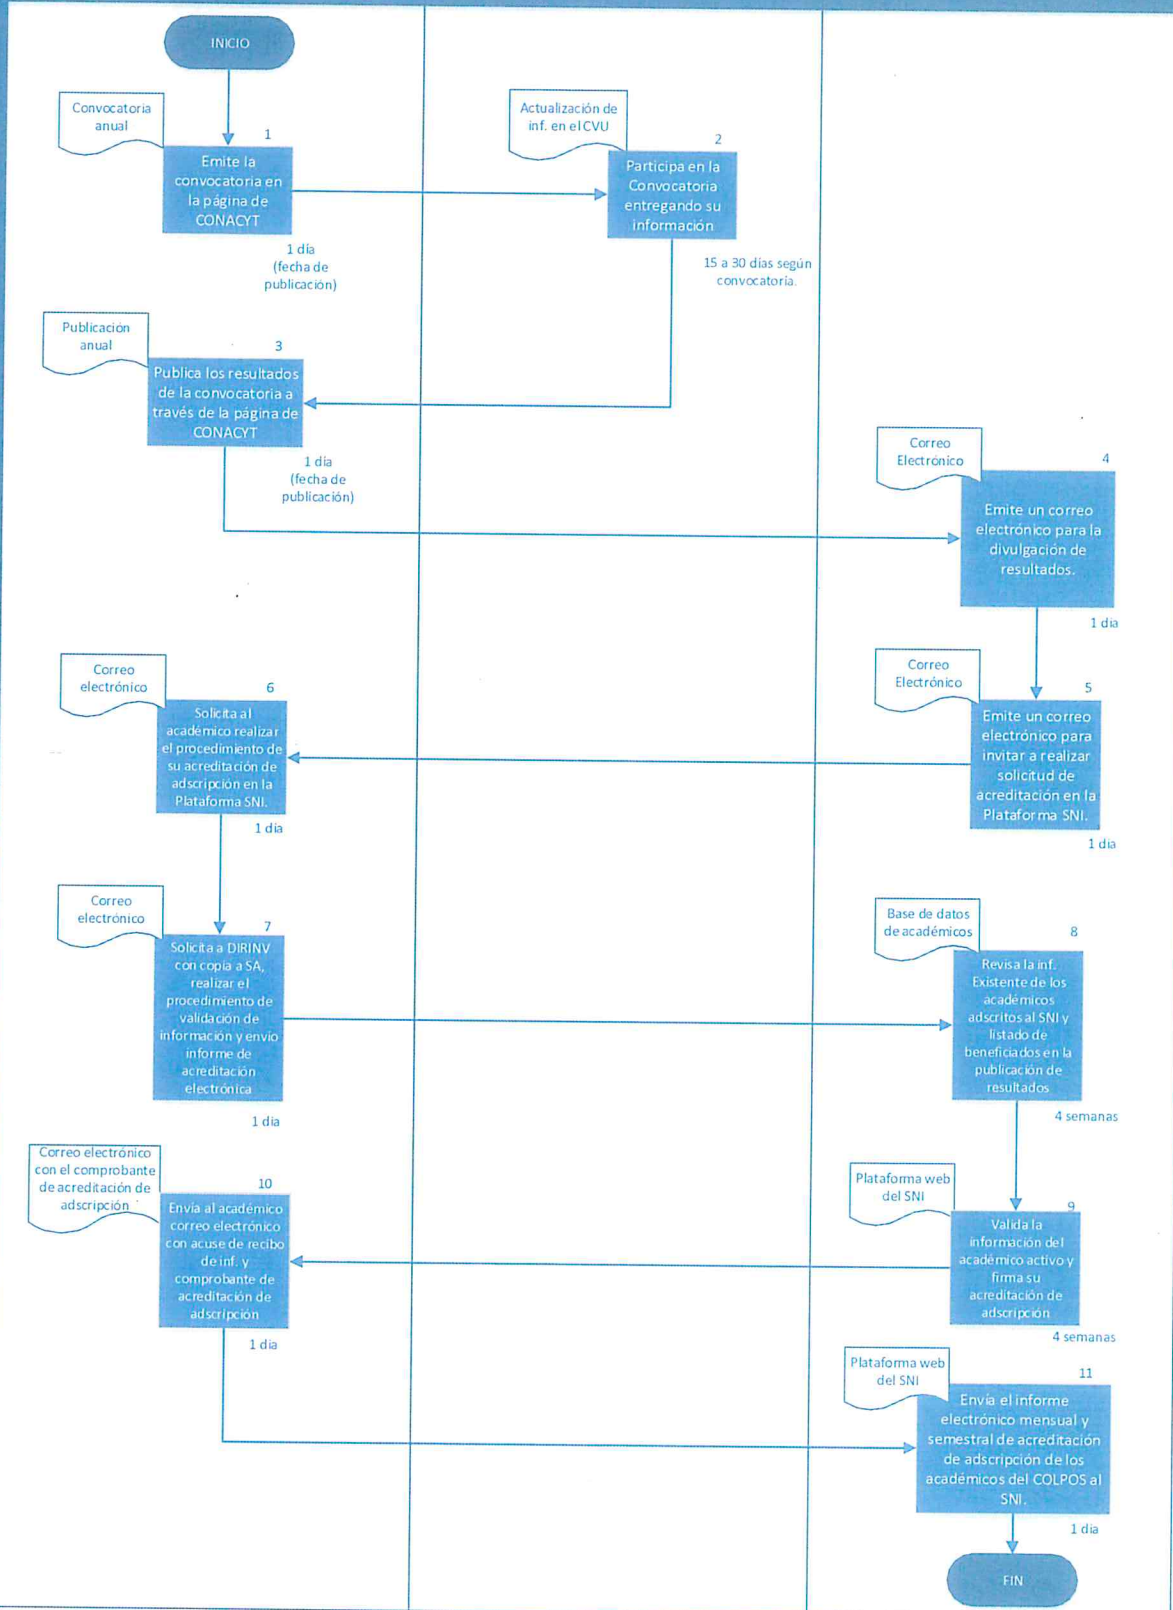 INICIO
Convocatoria
anual
1
Emite la
convocatoria en
la página de
CONACYT
1 día
(fecha de
publicación)
Actualización de
inf. en el CVU
2
Participa en la
Convocatoria
entregando su
información
15 a 30 días según
convocatoria.
Publicación
anual
3
Publica los resultados
de la convocatoria a
través de la página de
CONACYT
1 día
(fecha de
publicación)
Correo
Electrónico
4
Emite un correo
electrónico para la
divulgación de
resultados.
1 día
Correo
Electrónico
5
Emite un correo
electrónico para
invitar a realizar
solicitud de
acreditación en la
Plataforma SNI.
1 día
Correo
electrónico
6
Solicita al
académico realizar
el procedimiento de
su acreditación de
adscripción en la
Plataforma SNI.
1 día
Correo
electrónico
7
Solicita a DIRINV
con copia a SA,
realizar el
procedimiento de
validación de
información y envío
informe de
acreditación
electrónica
1 día
Base de datos
de académicos
8
Revisa la inf.
Existente de los
académicos
adscritos al SNI y
listado de
beneficiados en la
publicación de
resultados
4 semanas
Plataforma web
del SNI
9
Valida la
información del
académico activo y
firma su
acreditación de
adscripción
4 semanas
Correo electrónico
con el comprobante
de acreditación de
adscripción
10
Envía al académico
correo electrónico
con acuse de recibo
de inf. y
comprobante de
acreditación de
adscripción
1 día
Plataforma web
del SNI
11
Envía el informe
electrónico mensual y
semestral de acreditación
de adscripción de los
académicos del COLPOS al
SNI.
1 día
FIN